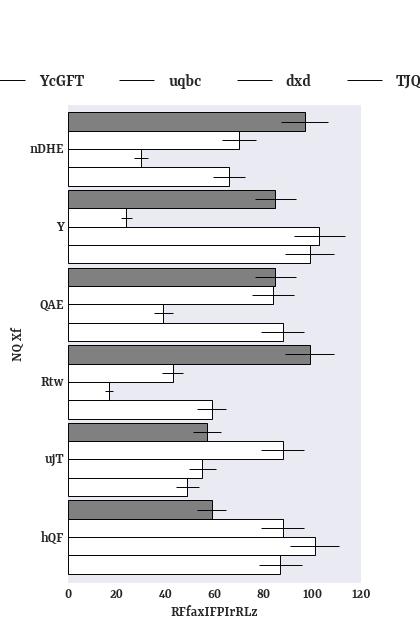 YcGFT uqbc dxd TJQ
nDHE
Y
QAE
Rtw
ujT
hQF
NQ Xf
0 20 40 60 80 100 120
RFfaxIFPIrRLz